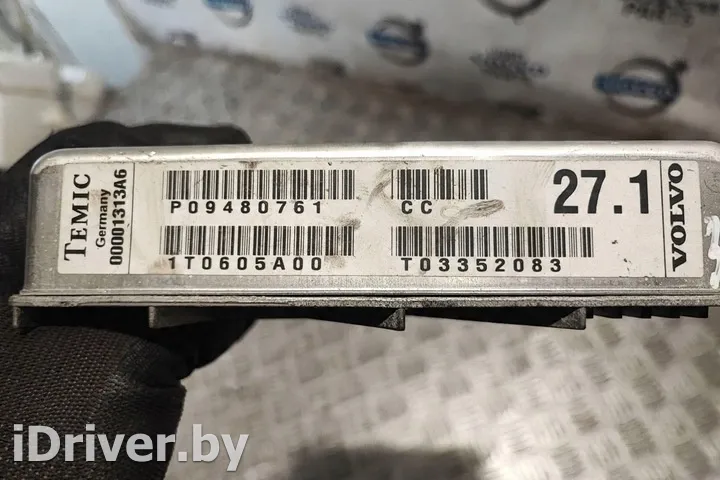 TEMIC
Germany
00001313A6
P09480761
CC
27.1
VOLVO
1T0605A00
T03352083
iDriver.by